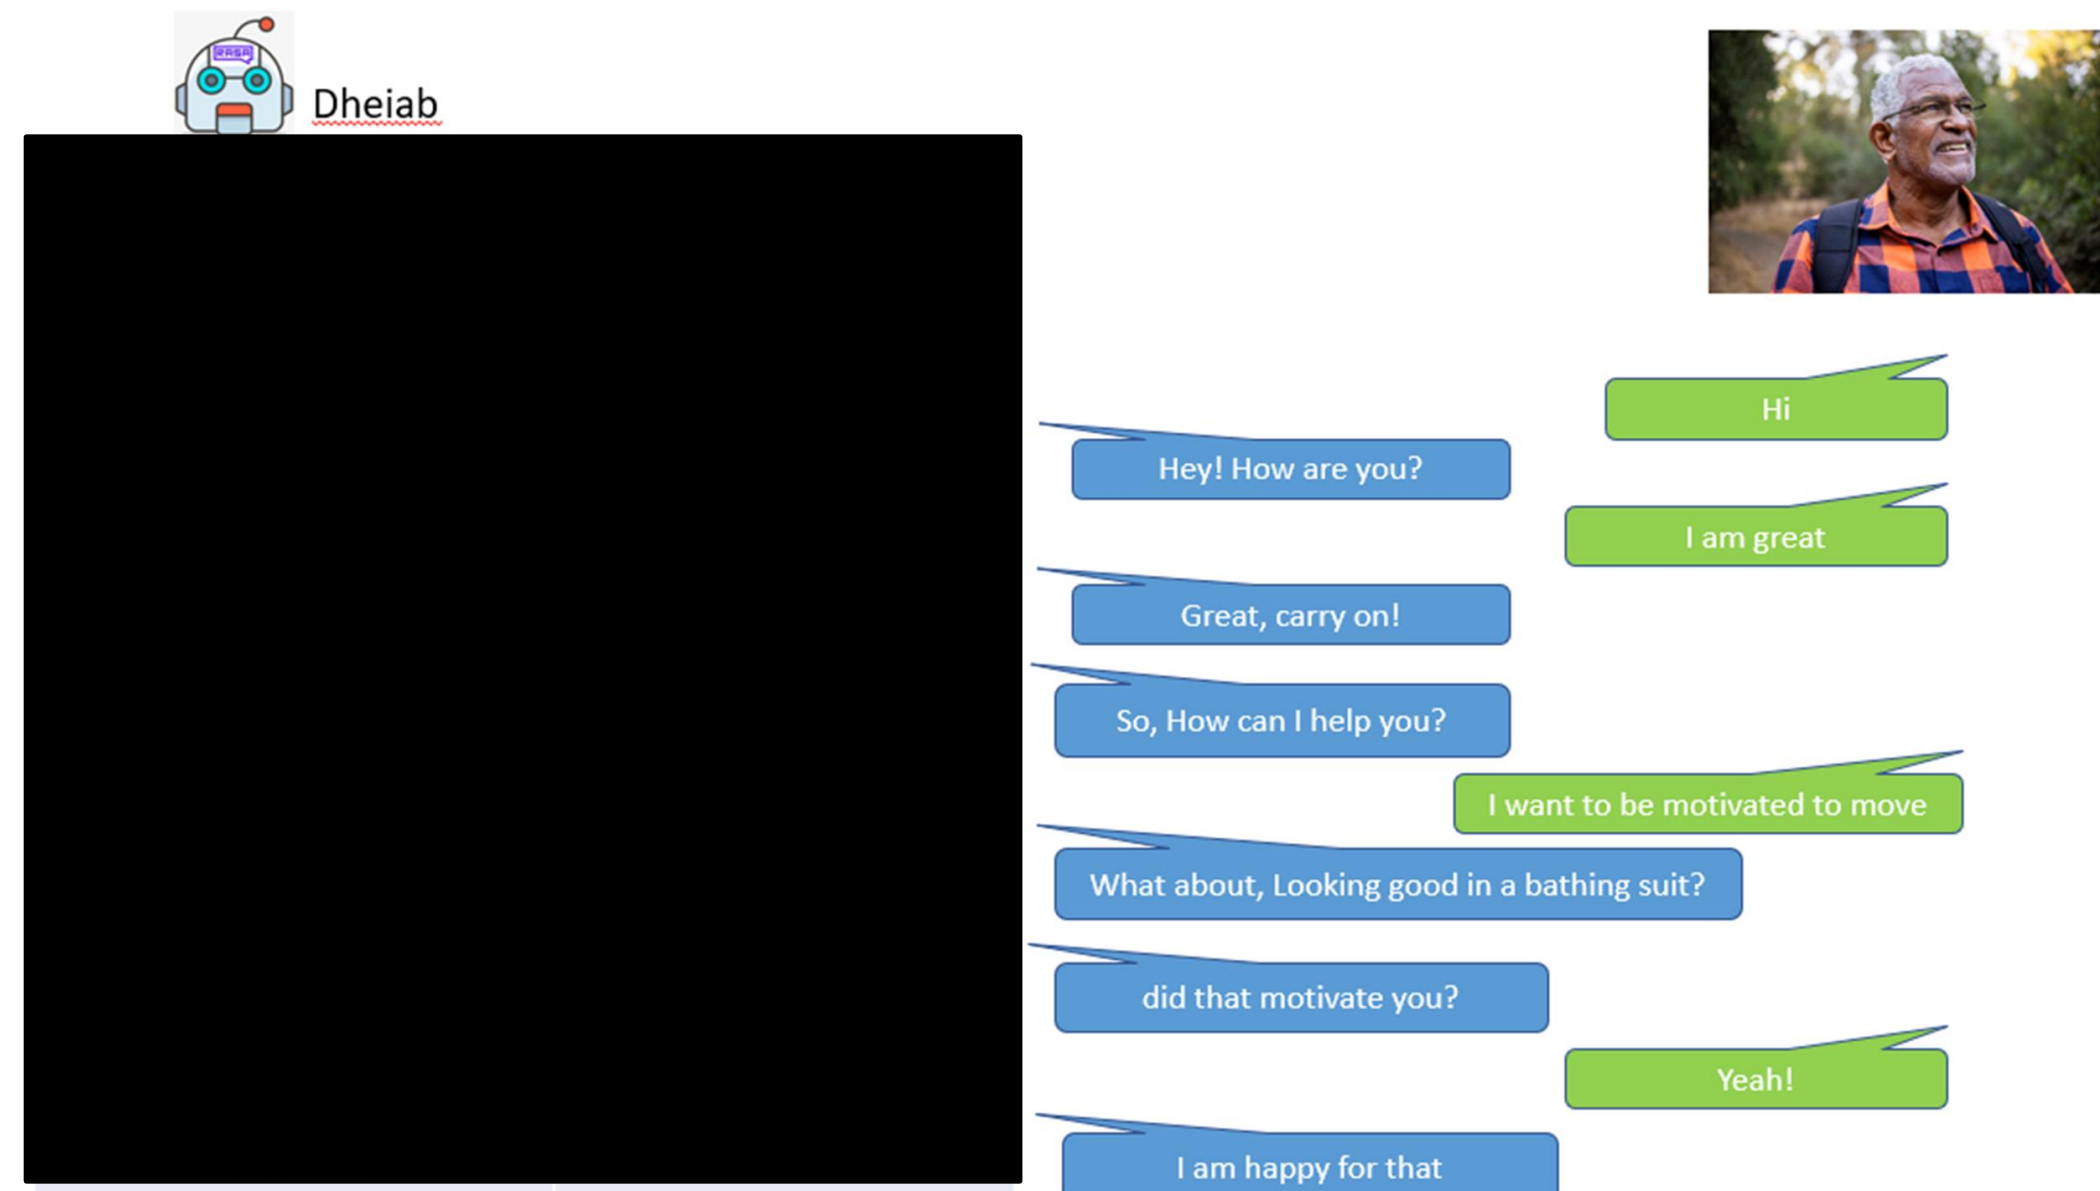 RASA
Dheiab
Hi
Hey! How are you?
I am great
Great, carry on!
So, How can I help you?
I want to be motivated to move
What about, Looking good in a bathing suit?
did that motivate you?
Yeah!
I am happy for that